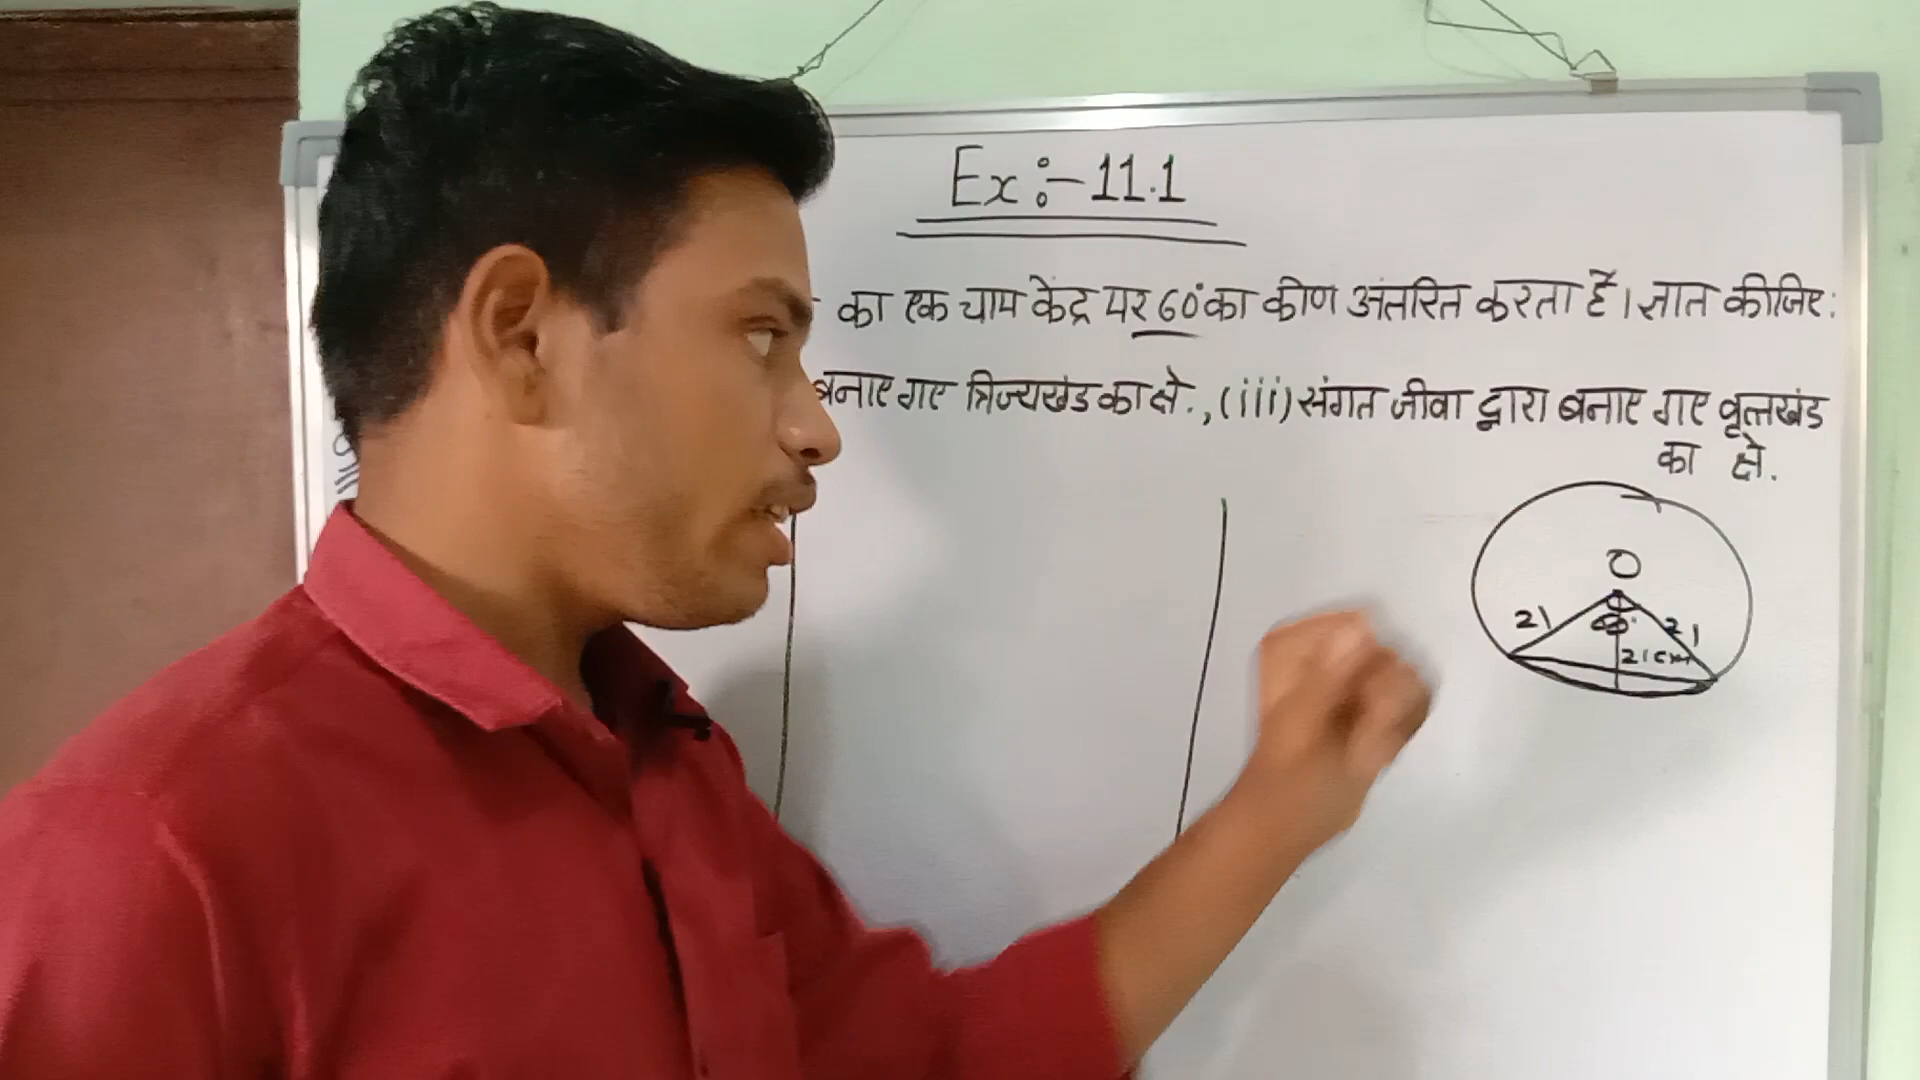 Ex:-11.1
का एक चाप केंद्र पर 60° का कोण अंतरित करता है। ज्ञात कीजिए:
बनाए गए त्रिज्यखंड का क्षे., (iii) संगत जीवा द्वारा बनाए गए वृत्तखंड
का क्षे.
O
21 21
21cm